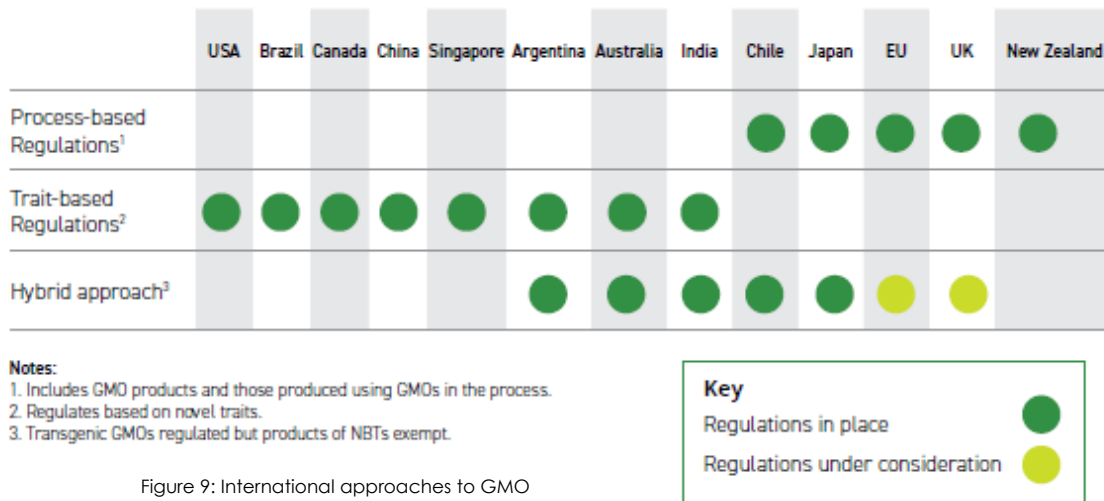 USA Brazil Canada China Singapore Argentina Australia India Chile Japan EU UK New Zealand
Process-based
Regulations¹
Trait-based
Regulations²
Hybrid approach³
Notes:
1. Includes GMO products and those produced using GMOs in the process.
2. Regulates based on novel traits.
3. Transgenic GMOs regulated but products of NBTs exempt.
Key
Regulations in place
Regulations under consideration
Figure 9: International approaches to GMO